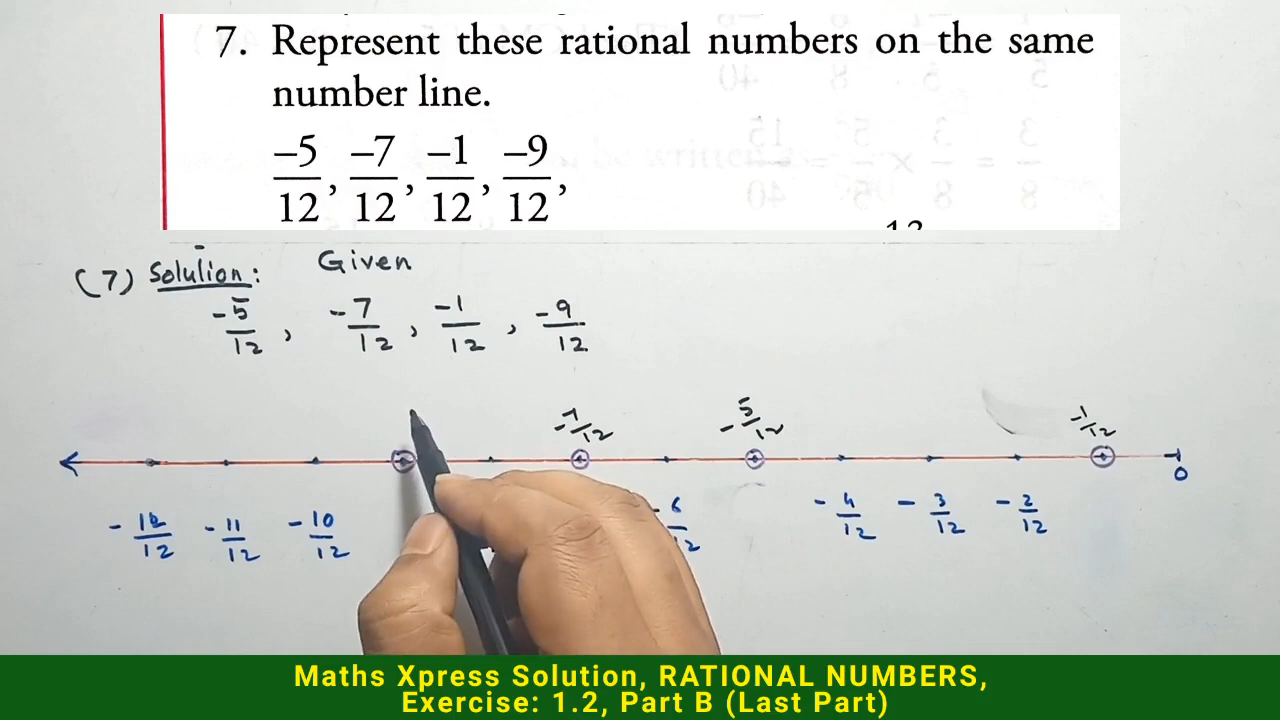 7. Represent these rational numbers on the same
number line.
–5/12, –7/12, –1/12, –9/12,
(7) Solution: Given
-5/12, -7/12, -1/12, -9/12.
-7/12 -5/12 -1/12
0
-12/12 -11/12 -10/12 -6/12 -4/12 -3/12 -2/12
Maths Xpress Solution, RATIONAL NUMBERS,
Exercise: 1.2, Part B (Last Part)